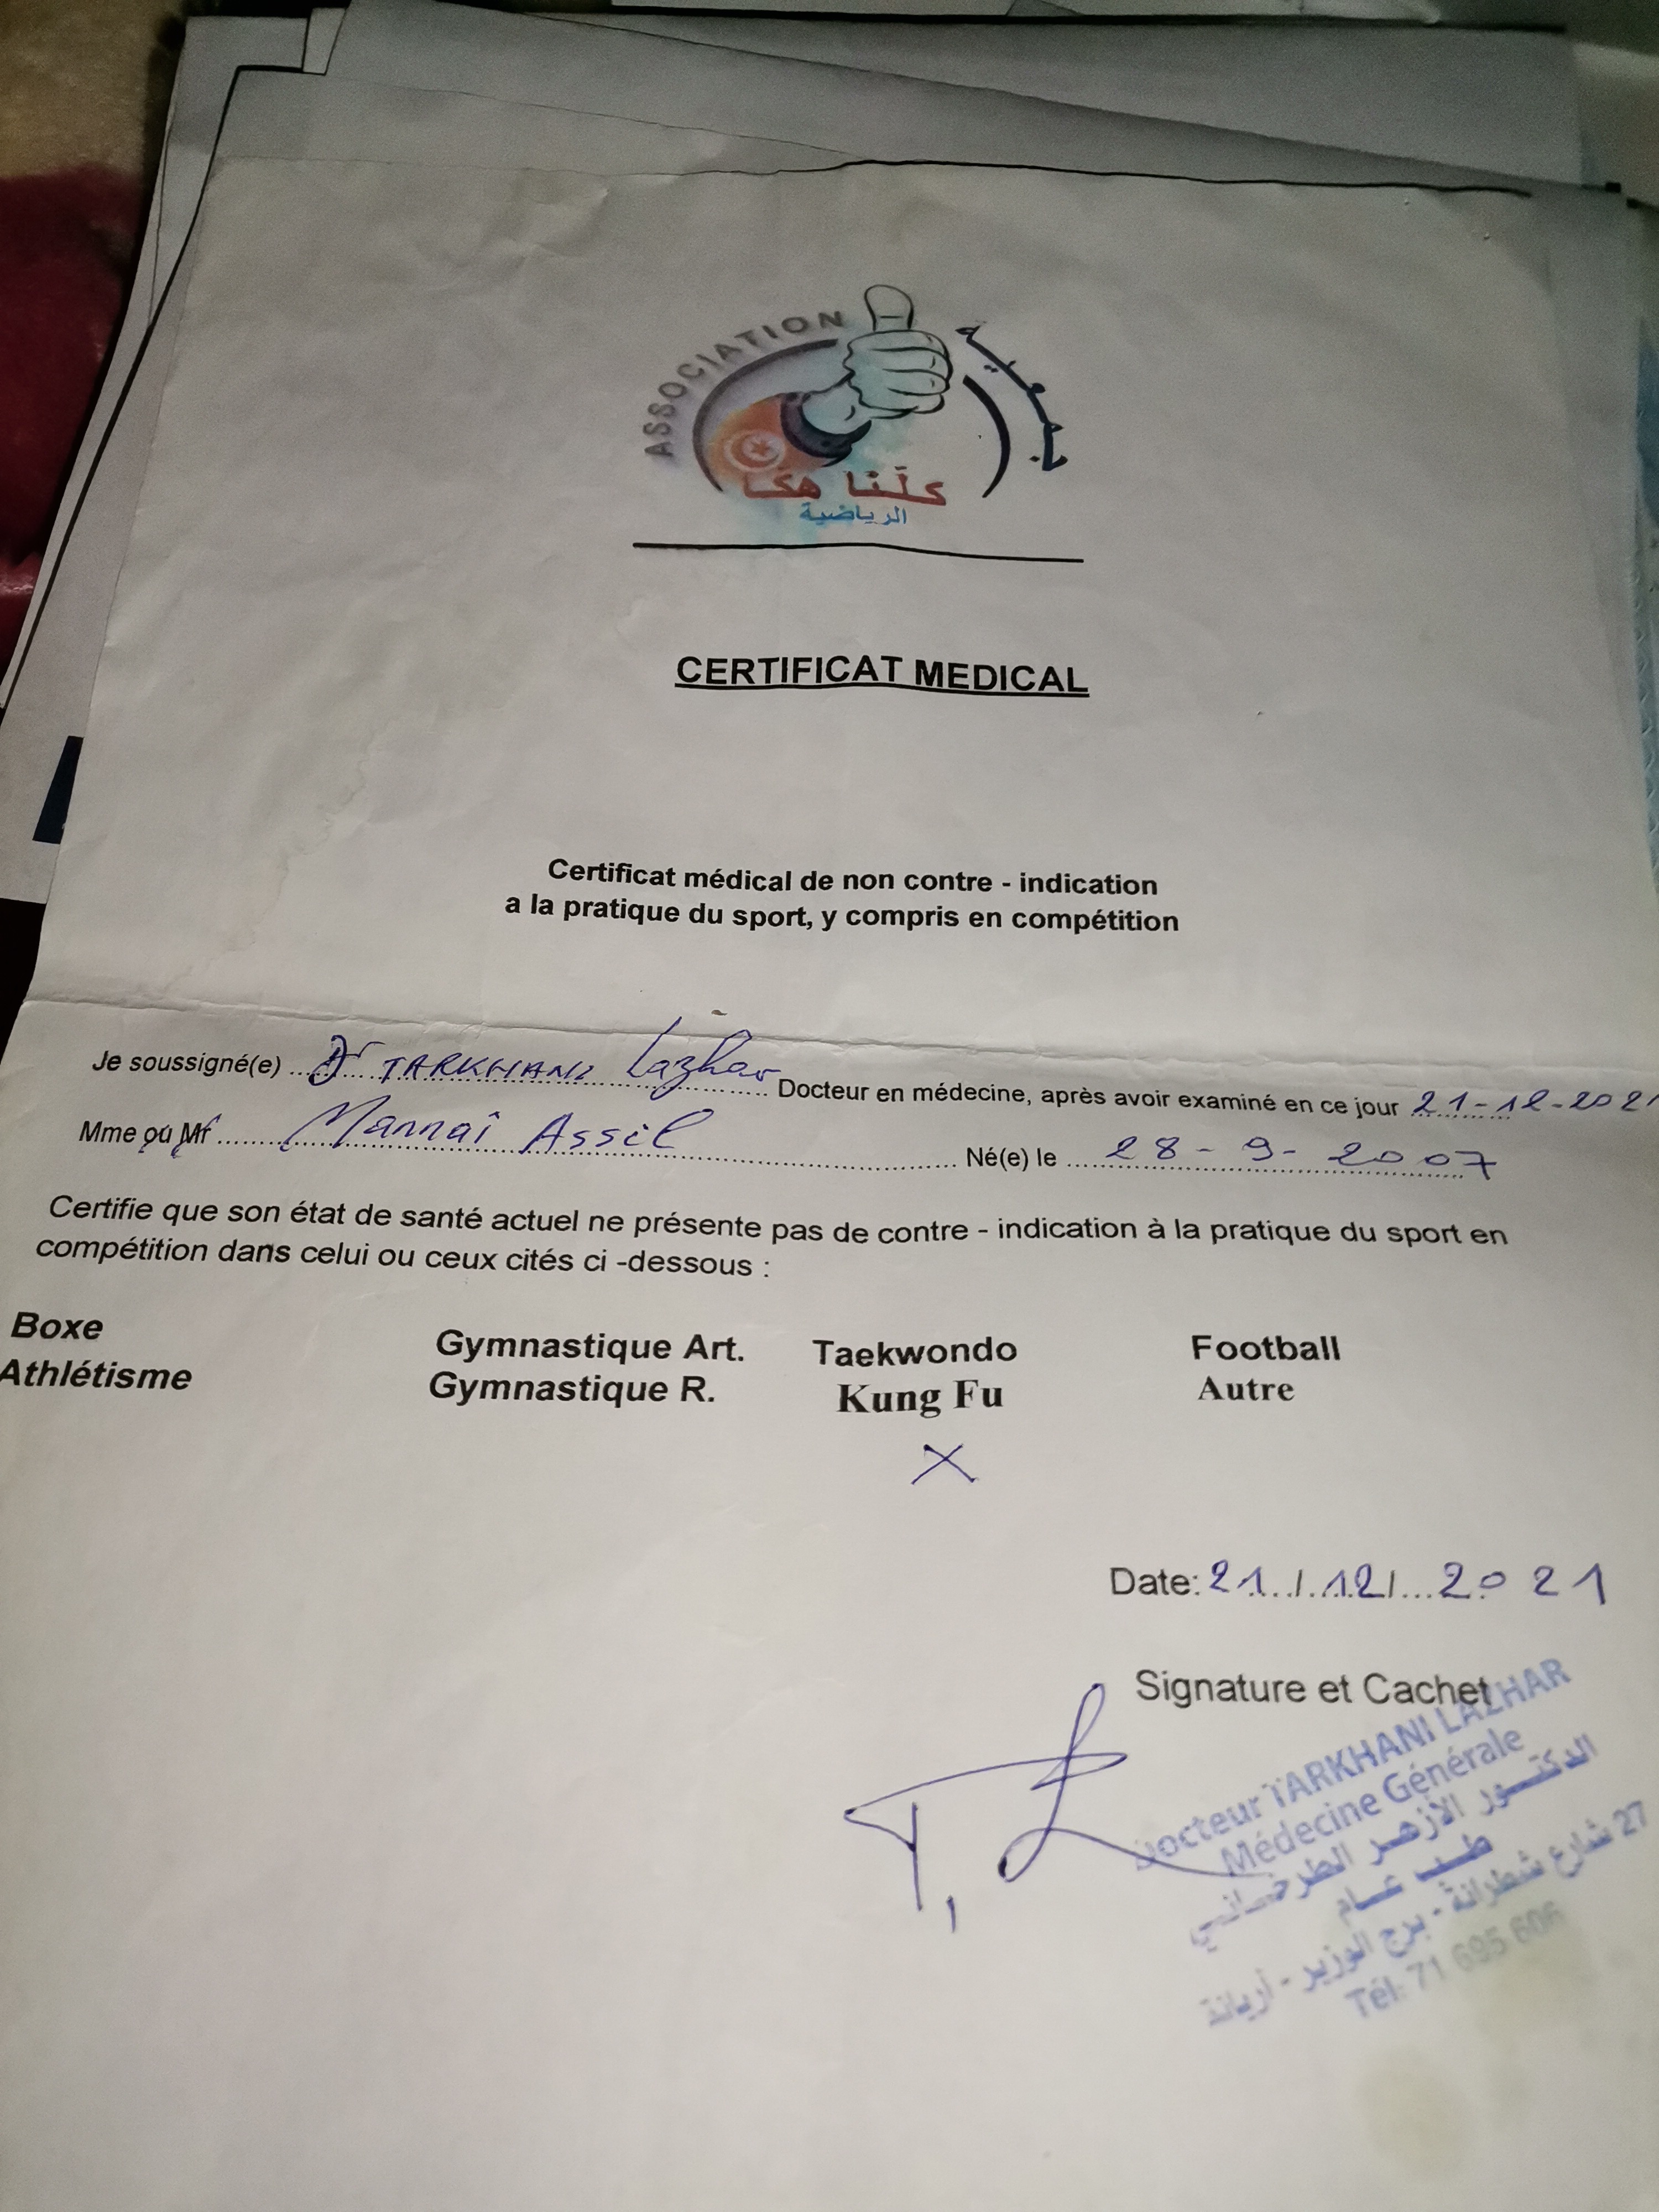 ASSOCIATION
جمعية
كلّنا هكا
الرياضية
CERTIFICAT MEDICAL
Certificat médical de non contre - indication
a la pratique du sport, y compris en compétition
Je soussigné(e) Dr TARKHANI Lazhar Docteur en médecine, après avoir examiné en ce jour 21-12-2021
Mme ou Mr Mannaî Assil Né(e) le 28-9-2007
Certifie que son état de santé actuel ne présente pas de contre - indication à la pratique du sport en
compétition dans celui ou ceux cités ci -dessous :
Boxe Gymnastique Art. Taekwondo Football
Athlétisme Gymnastique R. Kung Fu Autre
X
Date: 21/12/2021
Signature et Cachet
T, L
Docteur TARKHANI LAZHAR
Médecine Générale
الدكتور الأزهر الطرخاني
طب عام
27 شارع شطرانة - برج الوزير - أريانة
Tél: 71 695 606